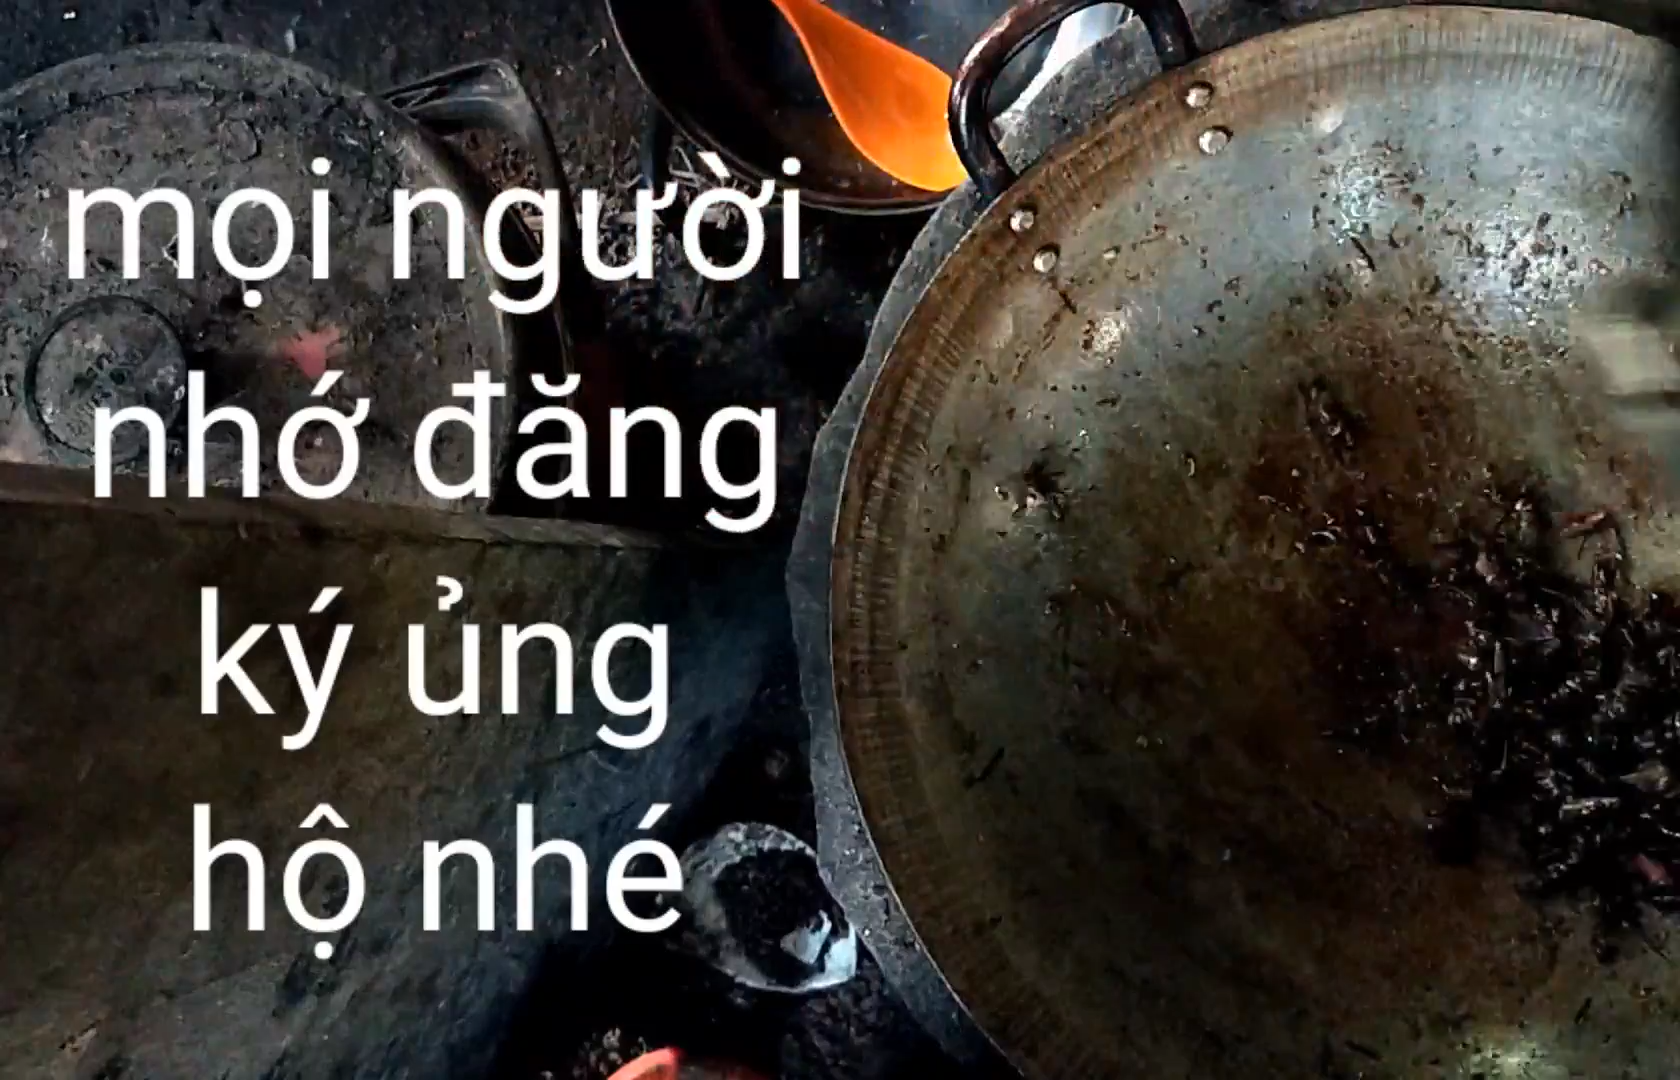 mọi người
nhớ đăng
ký ủng
hộ nhé